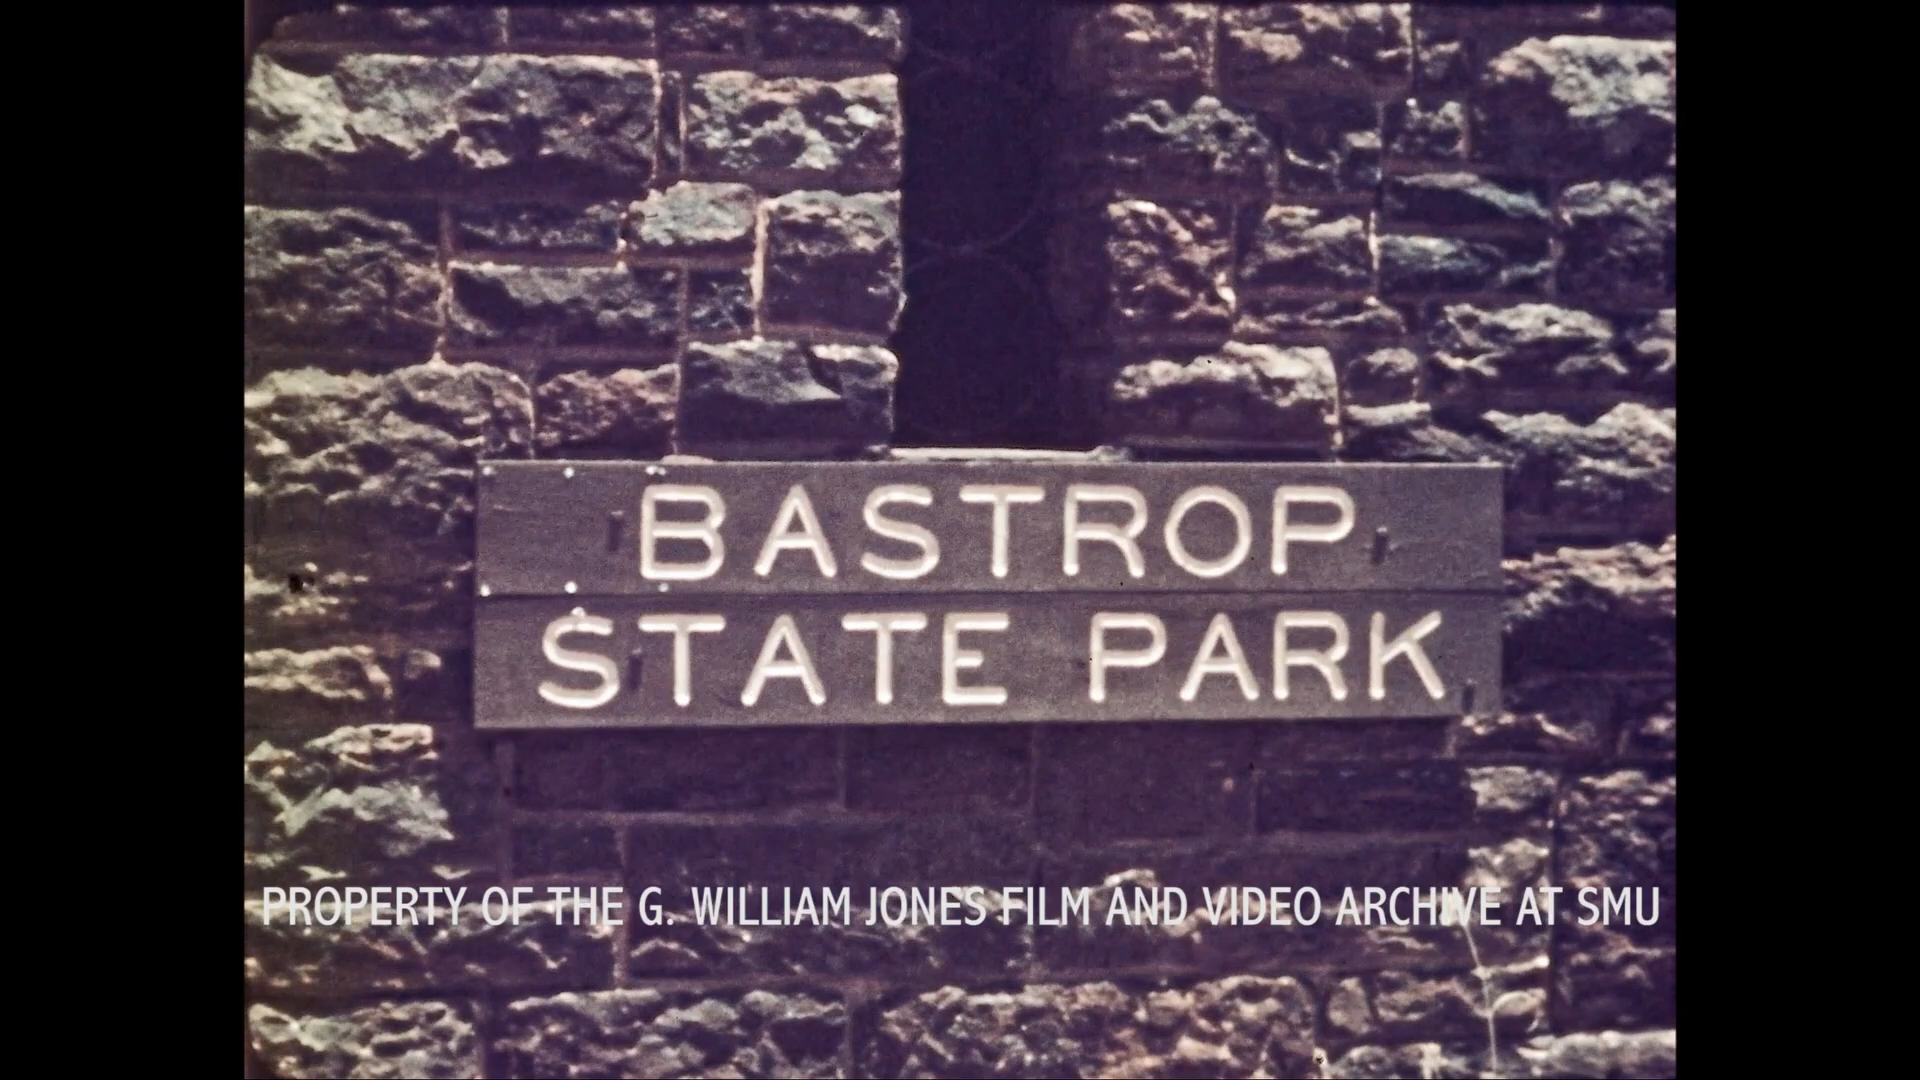 BASTROP
STATE PARK
PROPERTY OF THE G. WILLIAM JONES FILM AND VIDEO ARCHIVE AT SMU